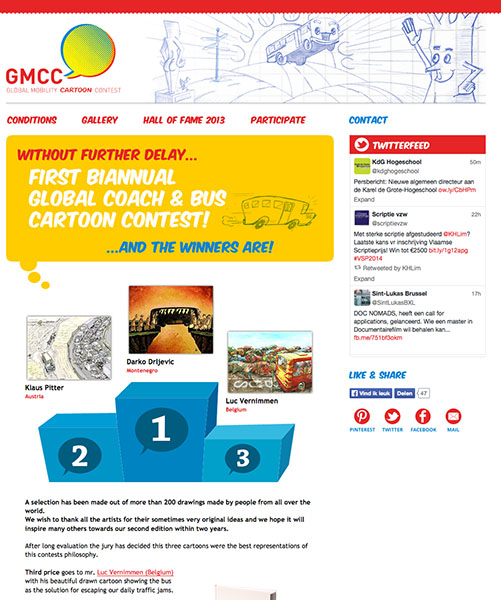 GMCC
GLOBAL MOBILITY CARTOON CONTEST
CONDITIONS
GALLERY
HALL OF FAME 2013
PARTICIPATE
CONTACT
WITHOUT FURTHER DELAY...
FIRST BIANNUAL
GLOBAL COACH & BUS
CARTOON CONTEST!
...AND THE WINNERS ARE!
Klaus Pitter
Austria
Darko Drljevic
Montenegro
Luc Vernimmen
Belgium
2
1
3
A selection has been made out of more than 200 drawings made by people from all over the
world.
We wish to thank all the artists for their sometimes very original ideas and we hope it will
inspire many others towards our second edition within two years.
After long evaluation the jury has decided this three cartoons were the best representations of
this contests philosophy.
Third price goes to mr. Luc Vernimmen (Belgium)
with his beautiful drawn cartoon showing the bus
as the solution for escaping our daily traffic jams.
TWITTERFEED
KdG Hogeschool 50m
@kdghogeschool
Persbericht: Nieuwe algemeen directeur aan
de Karel de Grote-Hogeschool ow.ly/CbHPm
Expand
Scriptie vzw 22h
Met sterke scriptie afgestudeerd @KHLim?
Laatste kans vr inschrijving Vlaamse
Scriptieprijs! Win tot €2500 bit.ly/1g12apg
#VSP2014
Retweeted by KHLim
Expand
Sint-Lukas Brussel 17h
@SintLukasBXL
DOC NOMADS, heeft een call for
applications, gelanceerd. Wie een master in
Documentairefilm wil behalen kan...
fb.me/751bf3okm
LIKE & SHARE
Vind ik leuk
Delen
47
PINTEREST
TWITTER
FACEBOOK
MAIL